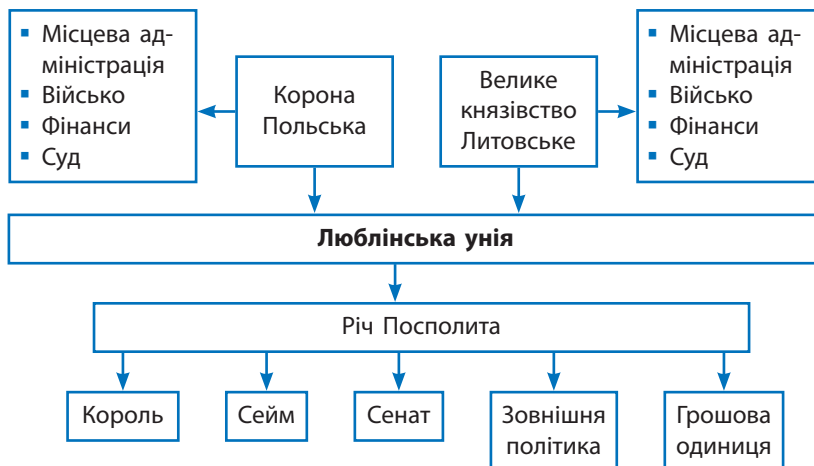 ▪ Місцева ад-
міністрація
▪ Військо
▪ Фінанси
▪ Суд
Корона
Польська
Велике
князівство
Литовське
▪ Місцева ад-
міністрація
▪ Військо
▪ Фінанси
▪ Суд
Люблінська унія
Річ Посполита
Король
Сейм
Сенат
Зовнішня
політика
Грошова
одиниця